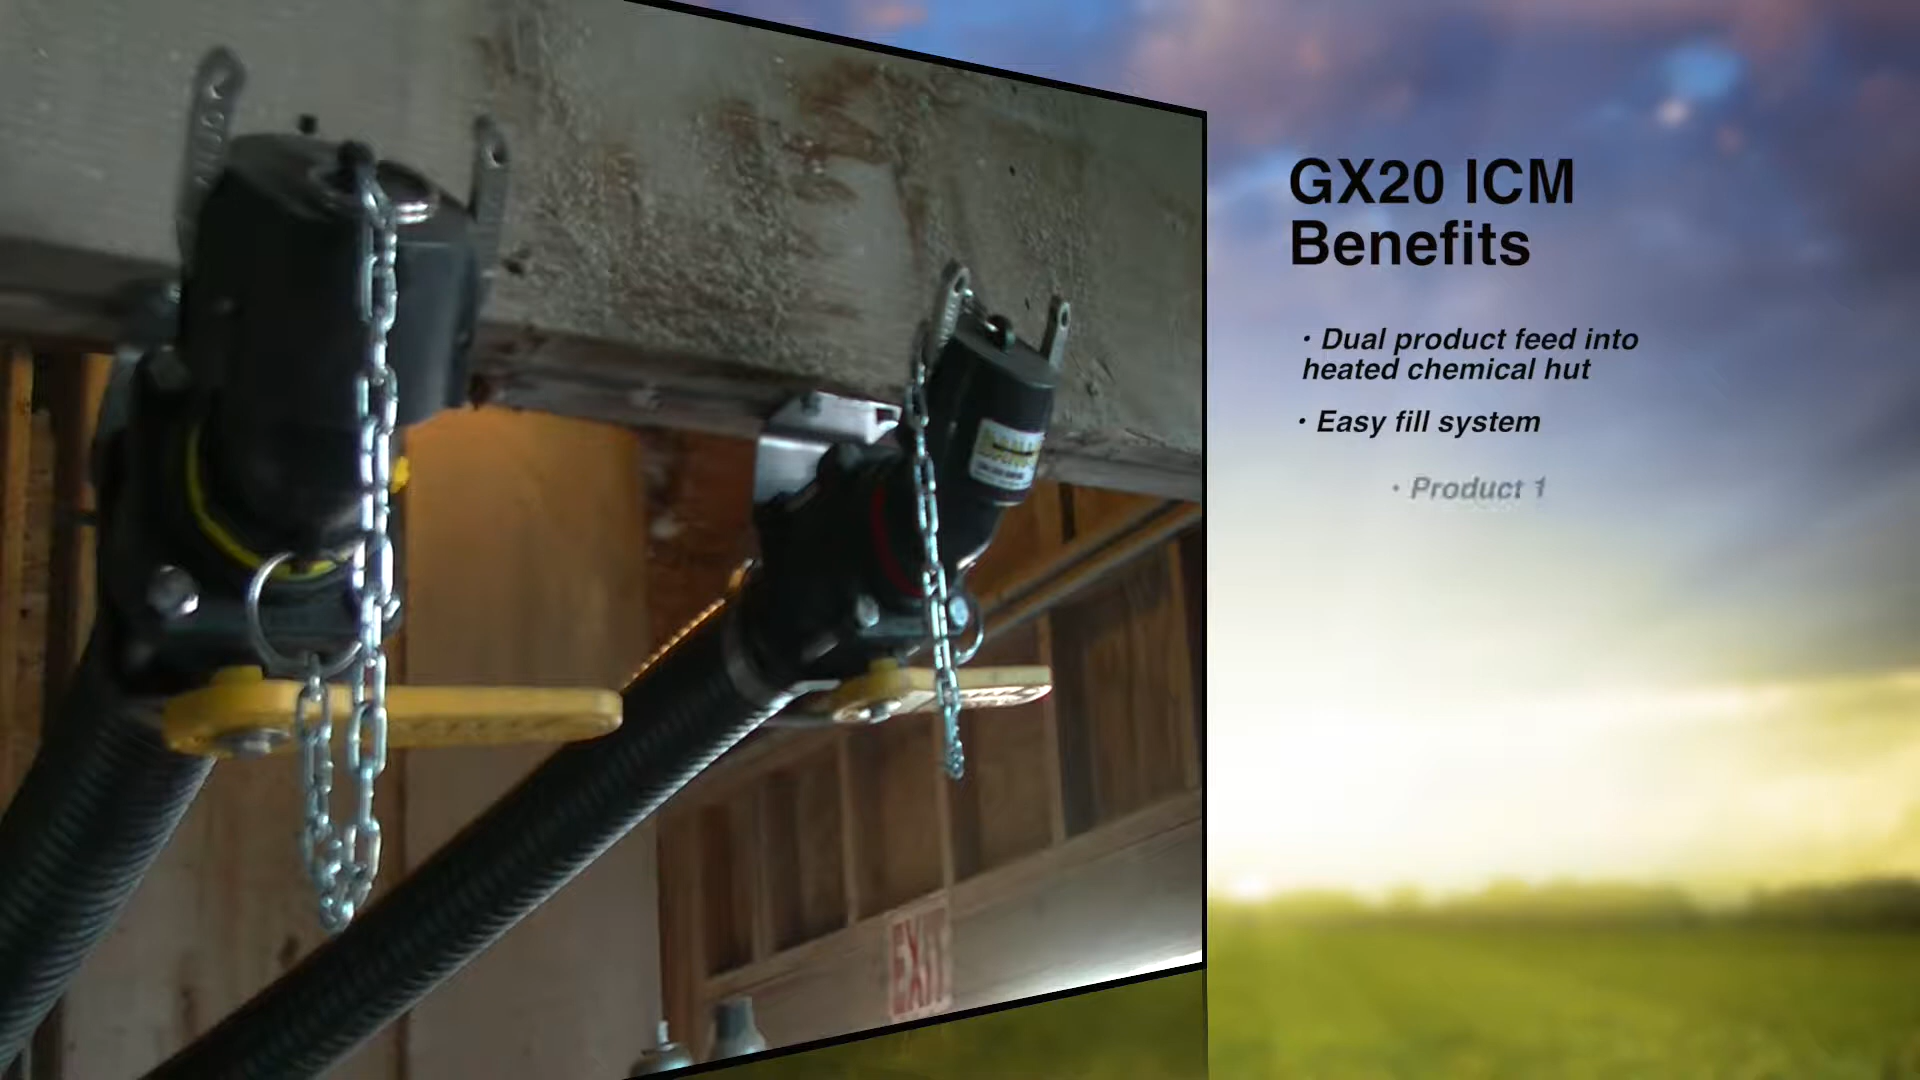 GX20 ICM
Benefits
• Dual product feed into
heated chemical hut
• Easy fill system
• Product 1
EXIT